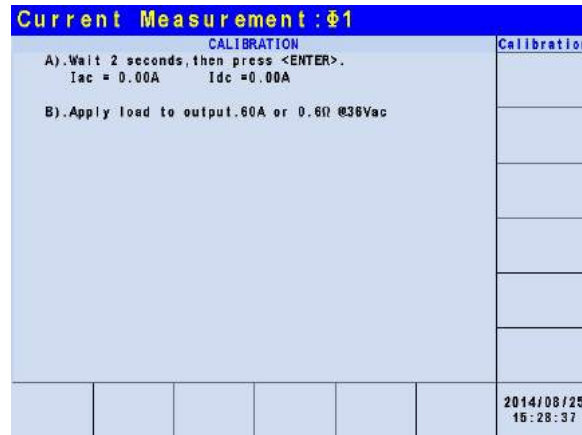 Current Measurement:Φ1
CALIBRATION
Calibratio
A).Wait 2 seconds,then press <ENTER>.
Iac = 0.00A Idc =0.00A
B).Apply load to output.60A or 0.6Ω @36Vac
2014/08/25
15:28:37